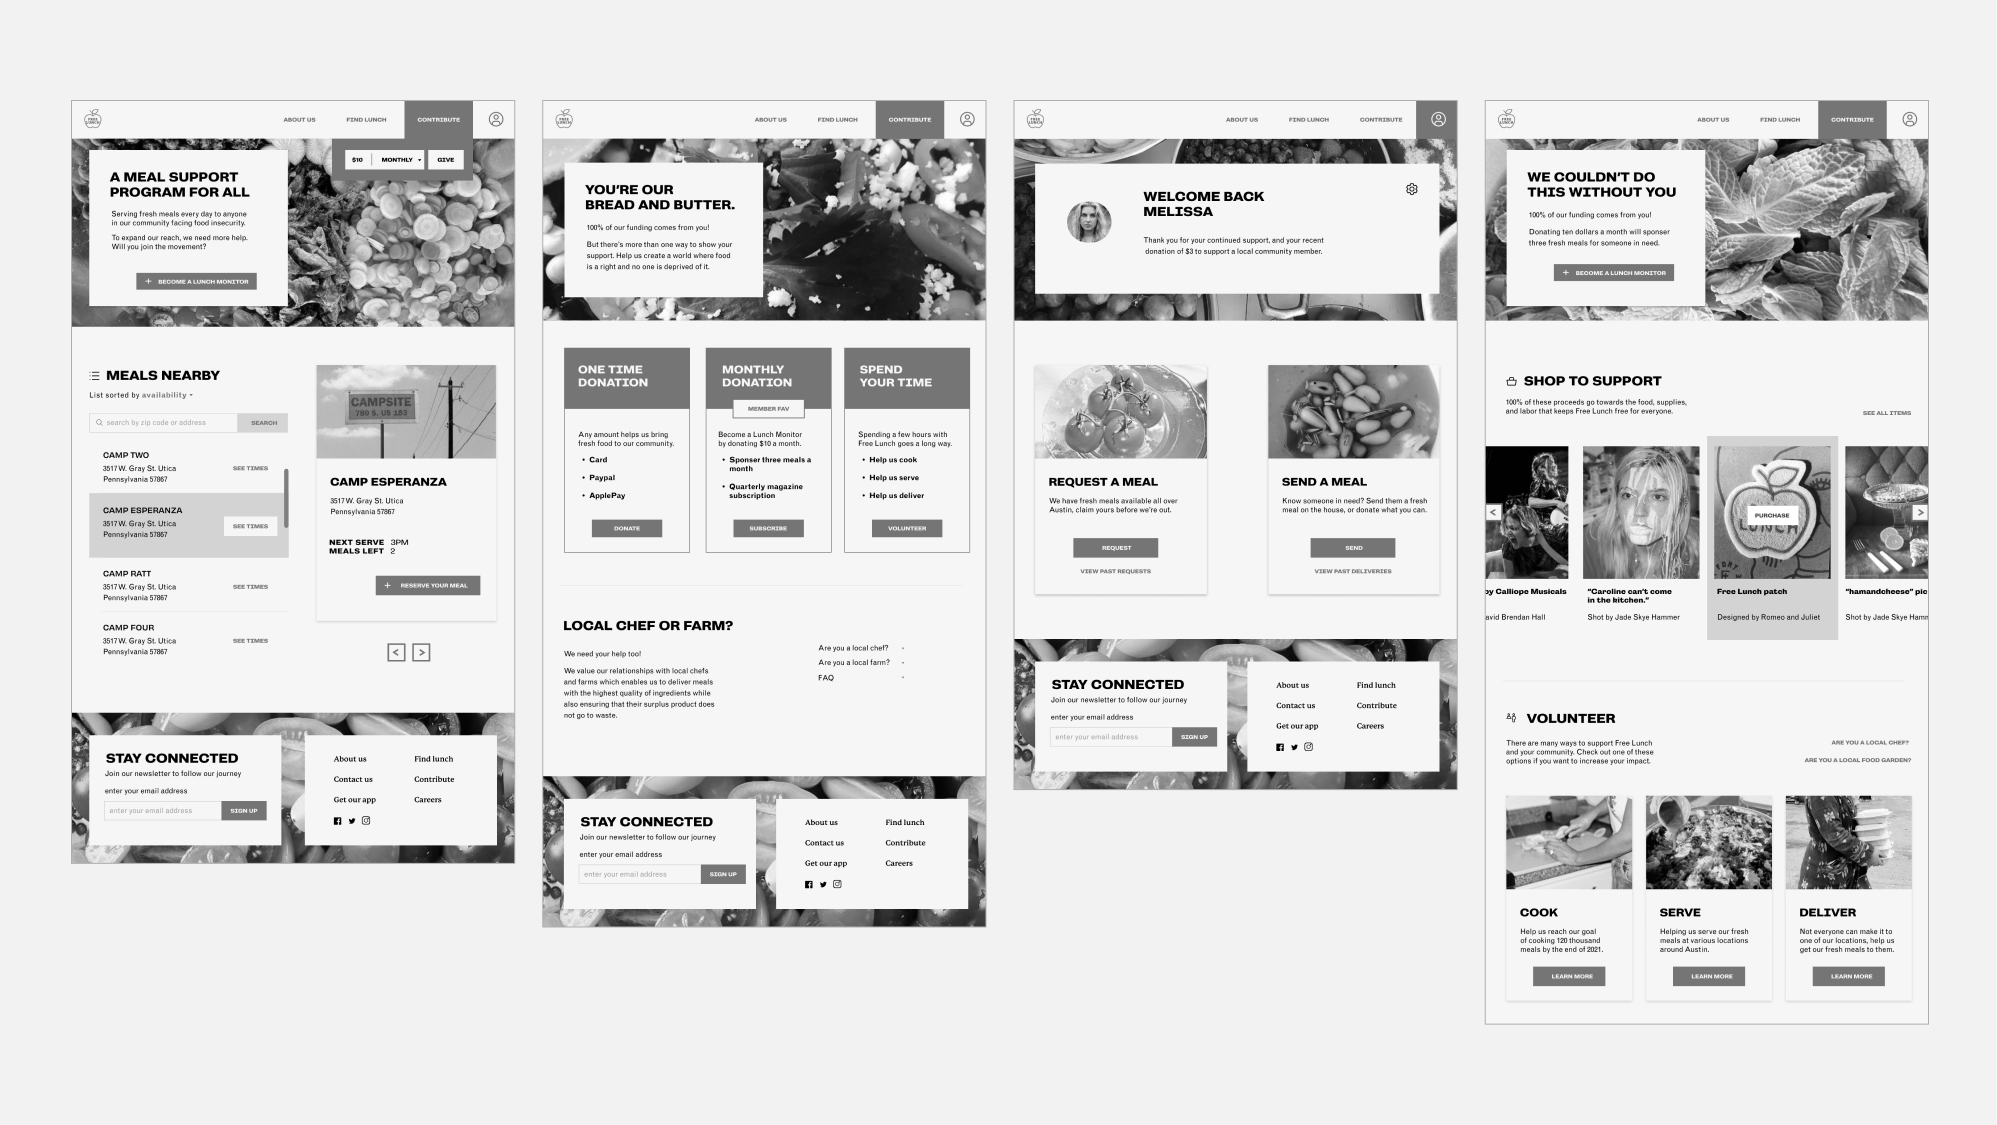 FREE
LUNCH
ABOUT US
FIND LUNCH
CONTRIBUTE
$10
MONTHLY
GIVE
A MEAL SUPPORT
PROGRAM FOR ALL
Serving fresh meals every day to anyone
in our community facing food insecurity.
To expand our reach, we need more help.
Will you join the movement?
+ BECOME A LUNCH MONITOR
MEALS NEARBY
List sorted by availability
search by zip code or address
SEARCH
CAMP TWO
3517 W. Gray St. Utica
Pennsylvania 57867
SEE TIMES
CAMP ESPERANZA
3517 W. Gray St. Utica
Pennsylvania 57867
SEE TIMES
CAMP RATT
3517 W. Gray St. Utica
Pennsylvania 57867
SEE TIMES
CAMP FOUR
3517 W. Gray St. Utica
Pennsylvania 57867
SEE TIMES
CAMPSITE
780 S. US 183
CAMP ESPERANZA
3517 W. Gray St. Utica
Pennsylvania 57867
NEXT SERVE 3PM
MEALS LEFT 2
+ RESERVE YOUR MEAL
< >
STAY CONNECTED
Join our newsletter to follow our journey
enter your email address
enter your email address
SIGN UP
About us
Find lunch
Contact us
Contribute
Get our app
Careers
FREE
LUNCH
ABOUT US
FIND LUNCH
CONTRIBUTE
YOU'RE OUR
BREAD AND BUTTER.
100% of our funding comes from you!
But there's more than one way to show your
support. Help us create a world where food
is a right and no one is deprived of it.
ONE TIME
DONATION
Any amount helps us bring
fresh food to our community.
• Card
• Paypal
• ApplePay
DONATE
MONTHLY
DONATION
MEMBER FAV
Become a Lunch Monitor
by donating $10 a month.
• Sponser three meals a
month
• Quarterly magazine
subscription
SUBSCRIBE
SPEND
YOUR TIME
Spending a few hours with
Free Lunch goes a long way.
• Help us cook
• Help us serve
• Help us deliver
VOLUNTEER
LOCAL CHEF OR FARM?
We need your help too!
We value our relationships with local chefs
and farms which enables us to deliver meals
with the highest quality of ingredients while
also ensuring that their surplus product does
not go to waste.
Are you a local chef?
Are you a local farm?
FAQ
STAY CONNECTED
Join our newsletter to follow our journey
enter your email address
enter your email address
SIGN UP
About us
Find lunch
Contact us
Contribute
Get our app
Careers
FREE
LUNCH
ABOUT US
FIND LUNCH
CONTRIBUTE
WELCOME BACK
MELISSA
Thank you for your continued support, and your recent
donation of $3 to support a local community member.
REQUEST A MEAL
We have fresh meals available all over
Austin, claim yours before we're out.
REQUEST
VIEW PAST REQUESTS
SEND A MEAL
Know someone in need? Send them a fresh
meal on the house, or donate what you can.
SEND
VIEW PAST DELIVERIES
STAY CONNECTED
Join our newsletter to follow our journey
enter your email address
enter your email address
SIGN UP
About us
Find lunch
Contact us
Contribute
Get our app
Careers
FREE
LUNCH
ABOUT US
FIND LUNCH
CONTRIBUTE
WE COULDN'T DO
THIS WITHOUT YOU
100% of our funding comes from you!
Donating ten dollars a month will sponser
three fresh meals for someone in need.
+ BECOME A LUNCH MONITOR
SHOP TO SUPPORT
100% of these proceeds go towards the food, supplies,
and labor that keeps Free Lunch free for everyone.
SEE ALL ITEMS
<
PURCHASE
LUNCH
>
by Calliope Musicals
avid Brendan Hall
"Caroline can't come
in the kitchen."
Shot by Jade Skye Hammer
Free Lunch patch
Designed by Romeo and Juliet
"hamandcheese" pic
Shot by Jade Skye Hamm
VOLUNTEER
There are many ways to support Free Lunch
and your community. Check out one of these
options if you want to increase your impact.
ARE YOU A LOCAL CHEF?
ARE YOU A LOCAL FOOD GARDEN?
COOK
Help us reach our goal
of cooking 120 thousand
meals by the end of 2021.
LEARN MORE
SERVE
Helping us serve our fresh
meals at various locations
around Austin.
LEARN MORE
DELIVER
Not everyone can make it to
one of our locations, help us
get our fresh meals to them.
LEARN MORE